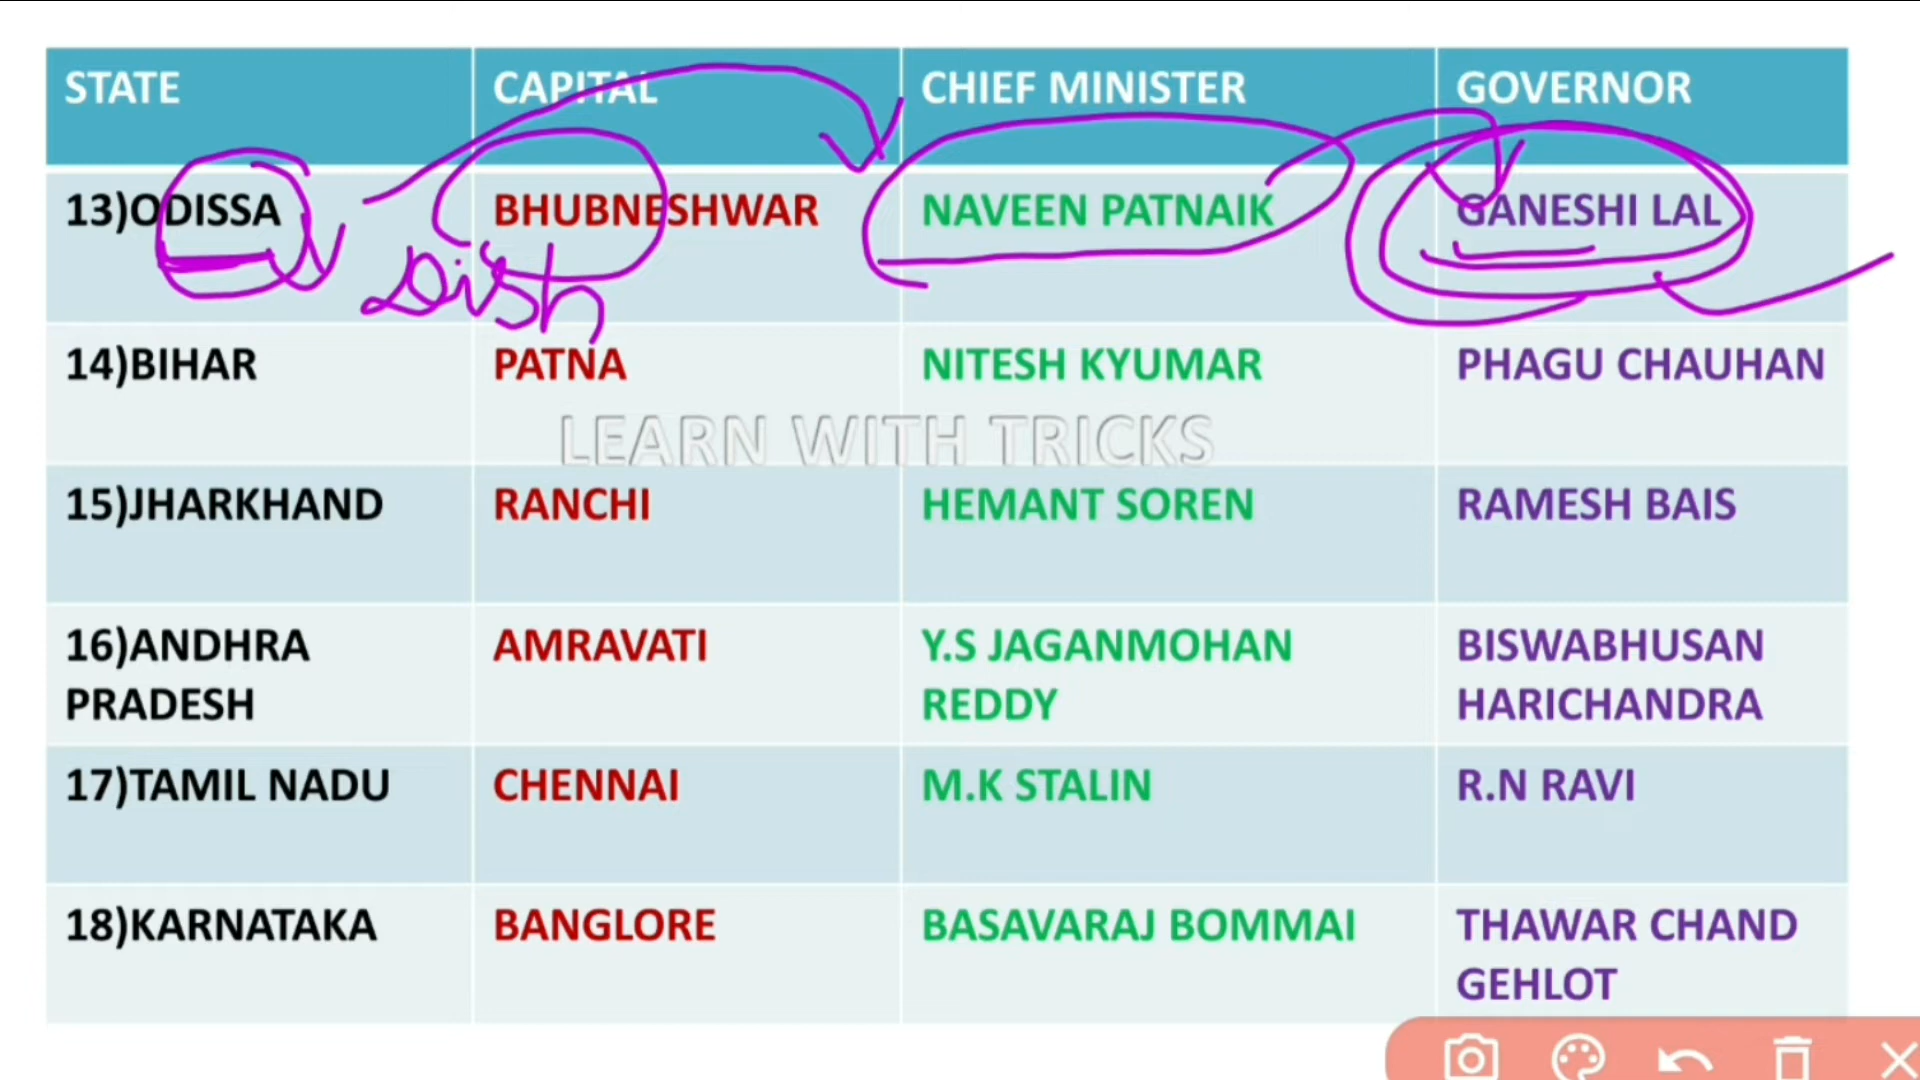 STATE CAPITAL CHIEF MINISTER GOVERNOR
13)ODISSA BHUBNESHWAR NAVEEN PATNAIK GANESHI LAL
Dish
14)BIHAR PATNA NITESH KYUMAR PHAGU CHAUHAN
LEARN WITH TRICKS
15)JHARKHAND RANCHI HEMANT SOREN RAMESH BAIS
16)ANDHRA AMRAVATI Y.S JAGANMOHAN BISWABHUSAN
PRADESH REDDY HARICHANDRA
17)TAMIL NADU CHENNAI M.K STALIN R.N RAVI
18)KARNATAKA BANGLORE BASAVARAJ BOMMAI THAWAR CHAND
GEHLOT